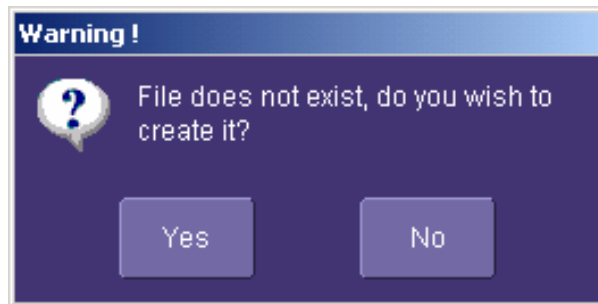 Warning !
File does not exist, do you wish to
create it?
Yes
No